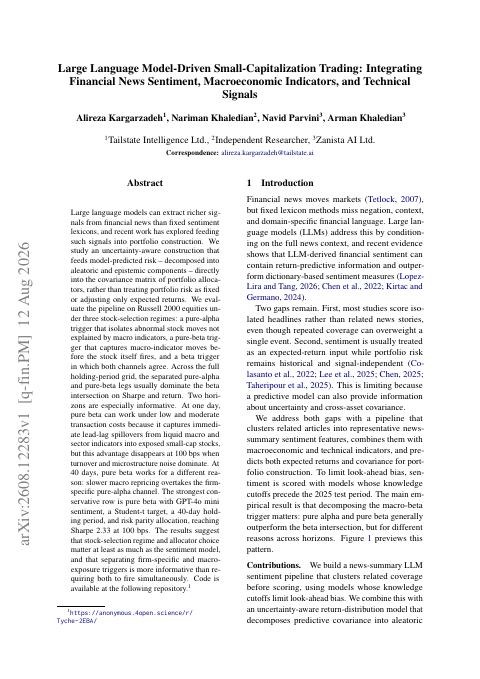 Large Language Model-Driven Small-Capitalization Trading: Integrating
Financial News Sentiment, Macroeconomic Indicators, and Technical
Signals
Alireza Kargarzadeh1, Nariman Khaledian2, Navid Parvini3, Arman Khaledian3
1Tailstate Intelligence Ltd., 2Independent Researcher, 3Zanista AI Ltd.
Correspondence: alireza.kargarzadeh@tailstate.ai
arXiv:2608.12283v1 [q-fin.PM] 12 Aug 2026
Abstract
Large language models can extract richer sig-
nals from financial news than fixed sentiment
lexicons, and recent work has explored feeding
such signals into portfolio construction. We
study an uncertainty-aware construction that
feeds model-predicted risk – decomposed into
aleatoric and epistemic components – directly
into the covariance matrix of portfolio alloca-
tors, rather than treating portfolio risk as fixed
or adjusting only expected returns. We eval-
uate the pipeline on Russell 2000 equities un-
der three stock-selection regimes: a pure-alpha
trigger that isolates abnormal stock moves not
explained by macro indicators, a pure-beta trig-
ger that captures macro-indicator moves be-
fore the stock itself fires, and a beta trigger
in which both channels agree. Across the full
holding-period grid, the separated pure-alpha
and pure-beta legs usually dominate the beta
intersection on Sharpe and return. Two hori-
zons are especially informative. At one day,
pure beta can work under low and moderate
transaction costs because it captures immedi-
ate lead-lag spillovers from liquid macro and
sector indicators into exposed small-cap stocks,
but this advantage disappears at 100 bps when
turnover and microstructure noise dominate. At
40 days, pure beta works for a different rea-
son: slower macro repricing overtakes the firm-
specific pure-alpha channel. The strongest con-
servative row is pure beta with GPT-4o mini
sentiment, a Student-t target, a 40-day hold-
ing period, and risk parity allocation, reaching
Sharpe 2.33 at 100 bps. The results suggest
that stock-selection regime and allocator choice
matter at least as much as the sentiment model,
and that separating firm-specific and macro-
exposure triggers is more informative than re-
quiring both to fire simultaneously. Code is
available at the following repository.1
1https://anonymous.4open.science/r/
Tyche-2EBA/
1 Introduction
Financial news moves markets (Tetlock, 2007),
but fixed lexicon methods miss negation, context,
and domain-specific financial language. Large lan-
guage models (LLMs) address this by condition-
ing on the full news context, and recent evidence
shows that LLM-derived financial sentiment can
contain return-predictive information and outper-
form dictionary-based sentiment measures (Lopez-
Lira and Tang, 2026; Chen et al., 2022; Kirtac and
Germano, 2024).
Two gaps remain. First, most studies score iso-
lated headlines rather than related news stories,
even though repeated coverage can overweight a
single event. Second, sentiment is usually treated
as an expected-return input while portfolio risk
remains historical and signal-independent (Co-
lasanto et al., 2022; Lee et al., 2025; Chen, 2025;
Taheripour et al., 2025). This is limiting because
a predictive model can also provide information
about uncertainty and cross-asset covariance.
We address both gaps with a pipeline that
clusters related articles into representative news-
summary sentiment features, combines them with
macroeconomic and technical indicators, and pre-
dicts both expected returns and covariance for port-
folio construction. To limit look-ahead bias, sen-
timent is scored with models whose knowledge
cutoffs precede the 2025 test period. The main em-
pirical result is that decomposing the macro-beta
trigger matters: pure alpha and pure beta generally
outperform the beta intersection, but for different
reasons across horizons. Figure 1 previews this
pattern.
Contributions. We build a news-summary LLM
sentiment pipeline that clusters related coverage
before scoring, using models whose knowledge
cutoffs limit look-ahead bias. We combine this with
an uncertainty-aware return-distribution model that
decomposes predictive covariance into aleatoric